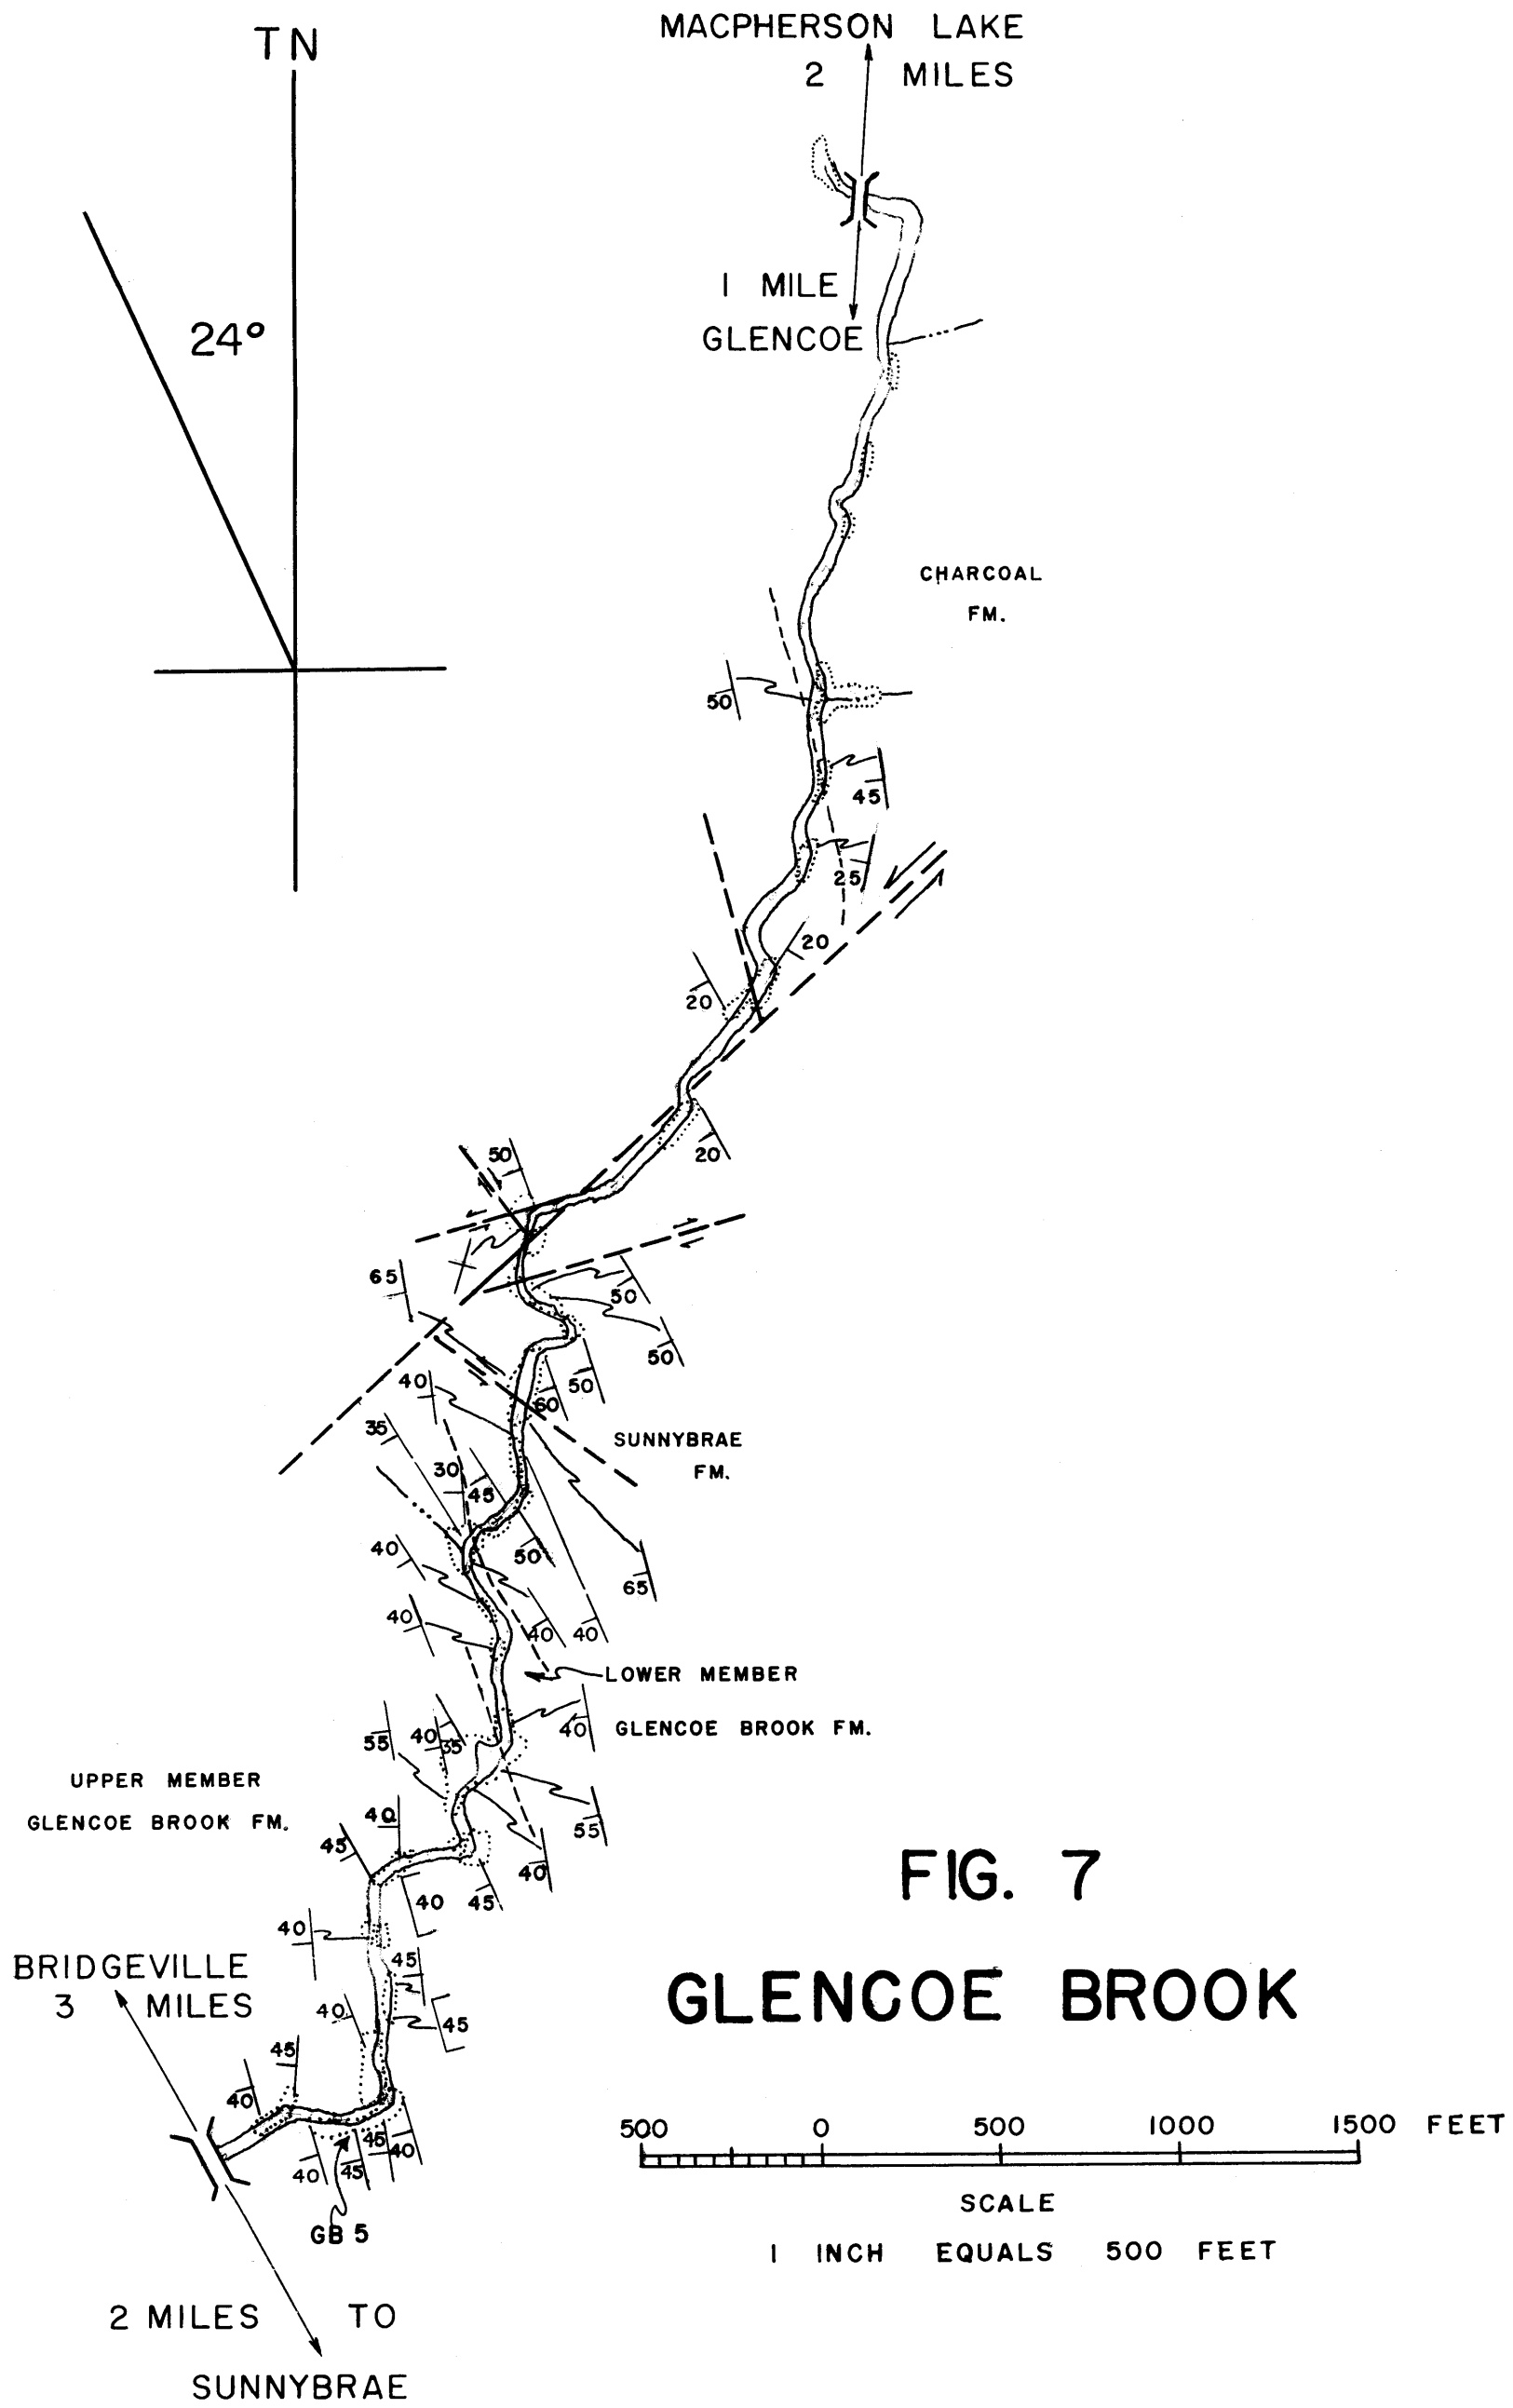 MACPHERSON LAKE
2 MILES
TN
24°
1 MILE
GLENCOE
CHARCOAL
FM.
50
45
25
20
20
20
50
65
50
50
50
60
40
35
SUNNYBRAE
FM.
30
45
50
40
65
40
40
40
LOWER MEMBER
GLENCOE BROOK FM.
40
55
40
35
UPPER MEMBER
GLENCOE BROOK FM.
55
40
45
40
45
40
40
FIG. 7
GLENCOE BROOK
BRIDGEVILLE
3 MILES
45
40
45
45
40
40
45
45
40
GB 5
500 0 500 1000 1500 FEET
SCALE
1 INCH EQUALS 500 FEET
2 MILES TO
SUNNYBRAE